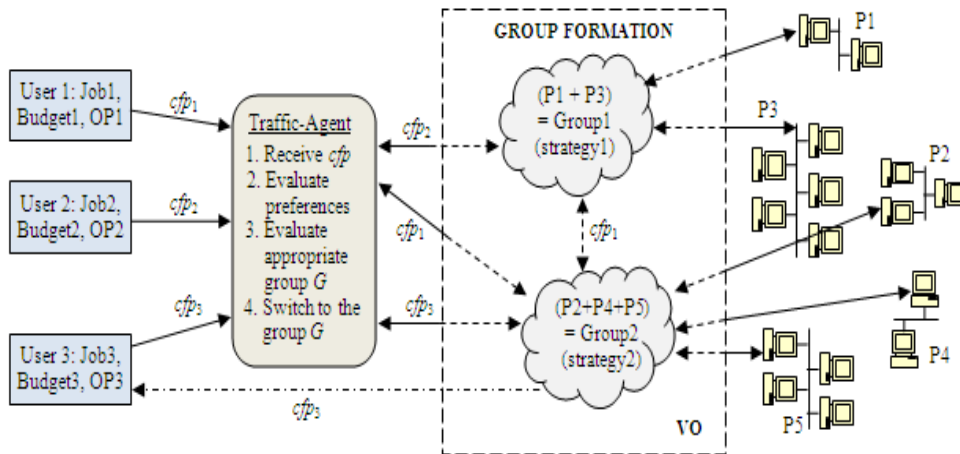 GROUP FORMATION
P1
User 1: Job1,
Budget1, OP1
cfp1
Traffic-Agent
1. Receive cfp
2. Evaluate
preferences
3. Evaluate
appropriate
group G
4. Switch to the
group G
cfp2
(P1 + P3)
= Group1
(strategy1)
P3
P2
User 2: Job2,
Budget2, OP2
cfp2
cfp1
cfp1
cfp3
cfp3
(P2+P4+P5)
= Group2
(strategy2)
User 3: Job3,
Budget3, OP3
P4
cfp3
VO
P5